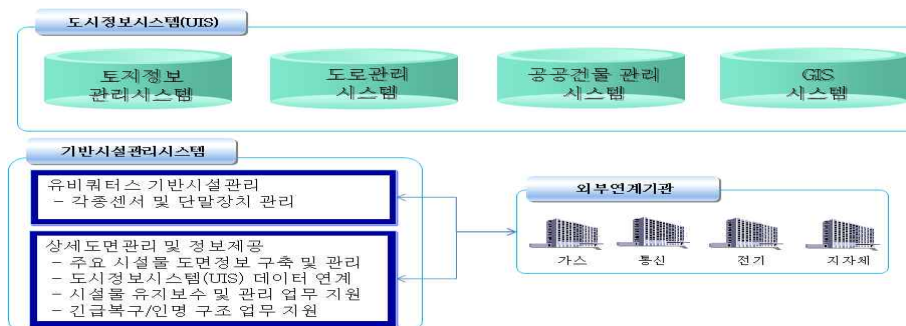 도시정보시스템(UIS)
토지정보
관리시스템
도로관리
시스템
공공건물 관리
시스템
GIS
시스템
기반시설관리시스템
유비쿼터스 기반시설관리
- 각종센서 및 단말장치 관리
상세도면관리 및 정보제공
- 주요 시설물 도면정보 구축 및 관리
- 도시정보시스템(UIS) 데이터 연계
- 시설물 유지보수 및 관리 업무 지원
- 긴급복구/인명 구조 업무 지원
외부연계기관
가스
통신
전기
지자체